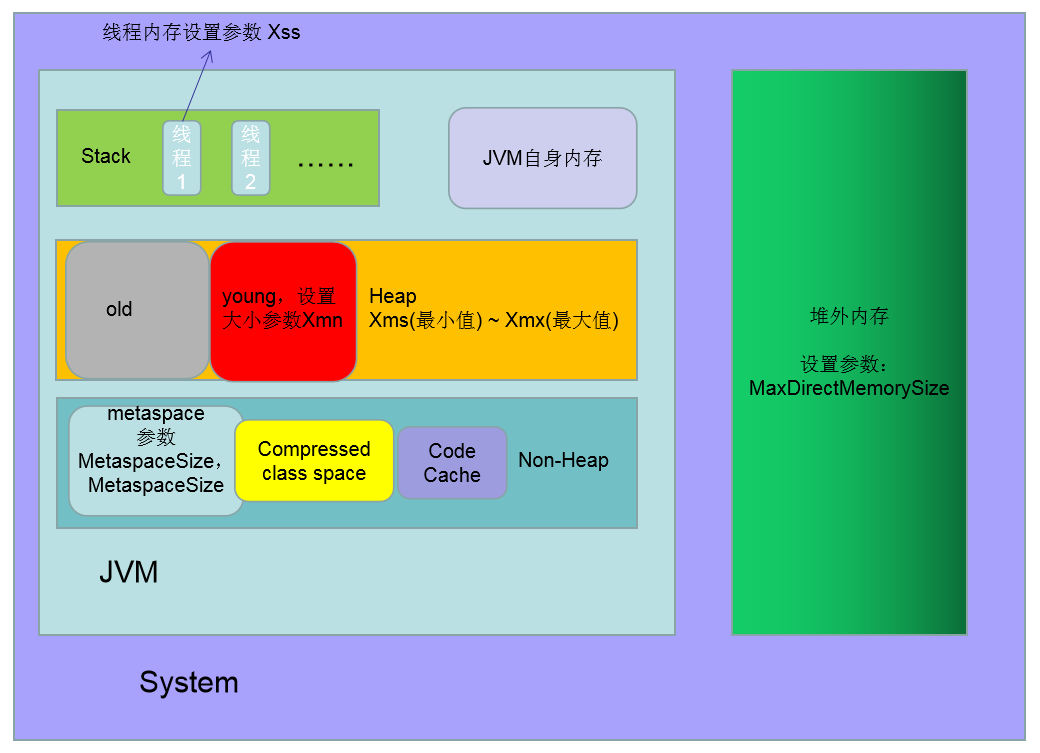 线程内存设置参数 Xss
Stack
线
程
1
线
程
2
……
JVM自身内存
old
young，设置
大小参数Xmn
Heap
Xms(最小值) ~ Xmx(最大值)
metaspace
参数
MetaspaceSize，
MetaspaceSize
Compressed
class space
Code
Cache
Non-Heap
JVM
堆外内存
设置参数：
MaxDirectMemorySize
System